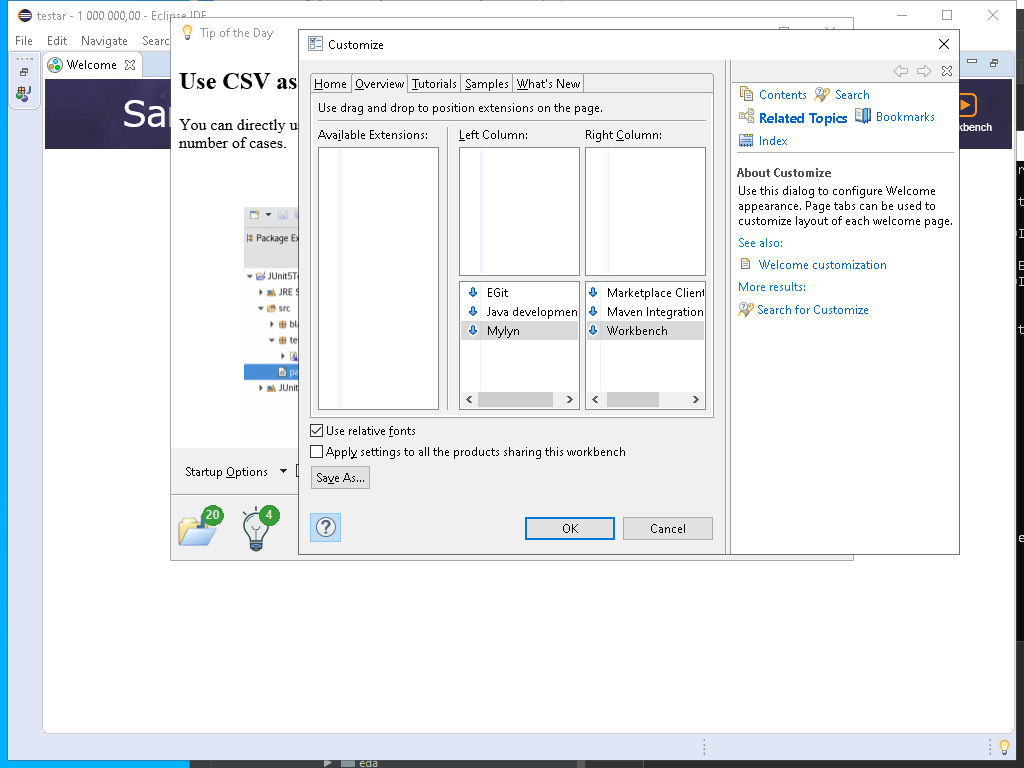 testar - 1 000 000,00 - Eclipse IDE
File Edit Navigate Searc
Tip of the Day
Customize
Welcome
Use CSV as
You can directly u
number of cases.
Package Ex
JUnit5T
JRE S
src
JUnit
Startup Options
20
4
Home Overview Tutorials Samples What's New
Use drag and drop to position extensions on the page.
Available Extensions: Left Column: Right Column:
EGit
Java developmen
Mylyn
Marketplace Client
Maven Integration
Workbench
Use relative fonts
Apply settings to all the products sharing this workbench
Save As...
OK Cancel
Contents Search
Related Topics Bookmarks
Index
About Customize
Use this dialog to configure Welcome
appearance. Page tabs can be used to
customize layout of each welcome page.
See also:
Welcome customization
More results:
Search for Customize
kbench
eda